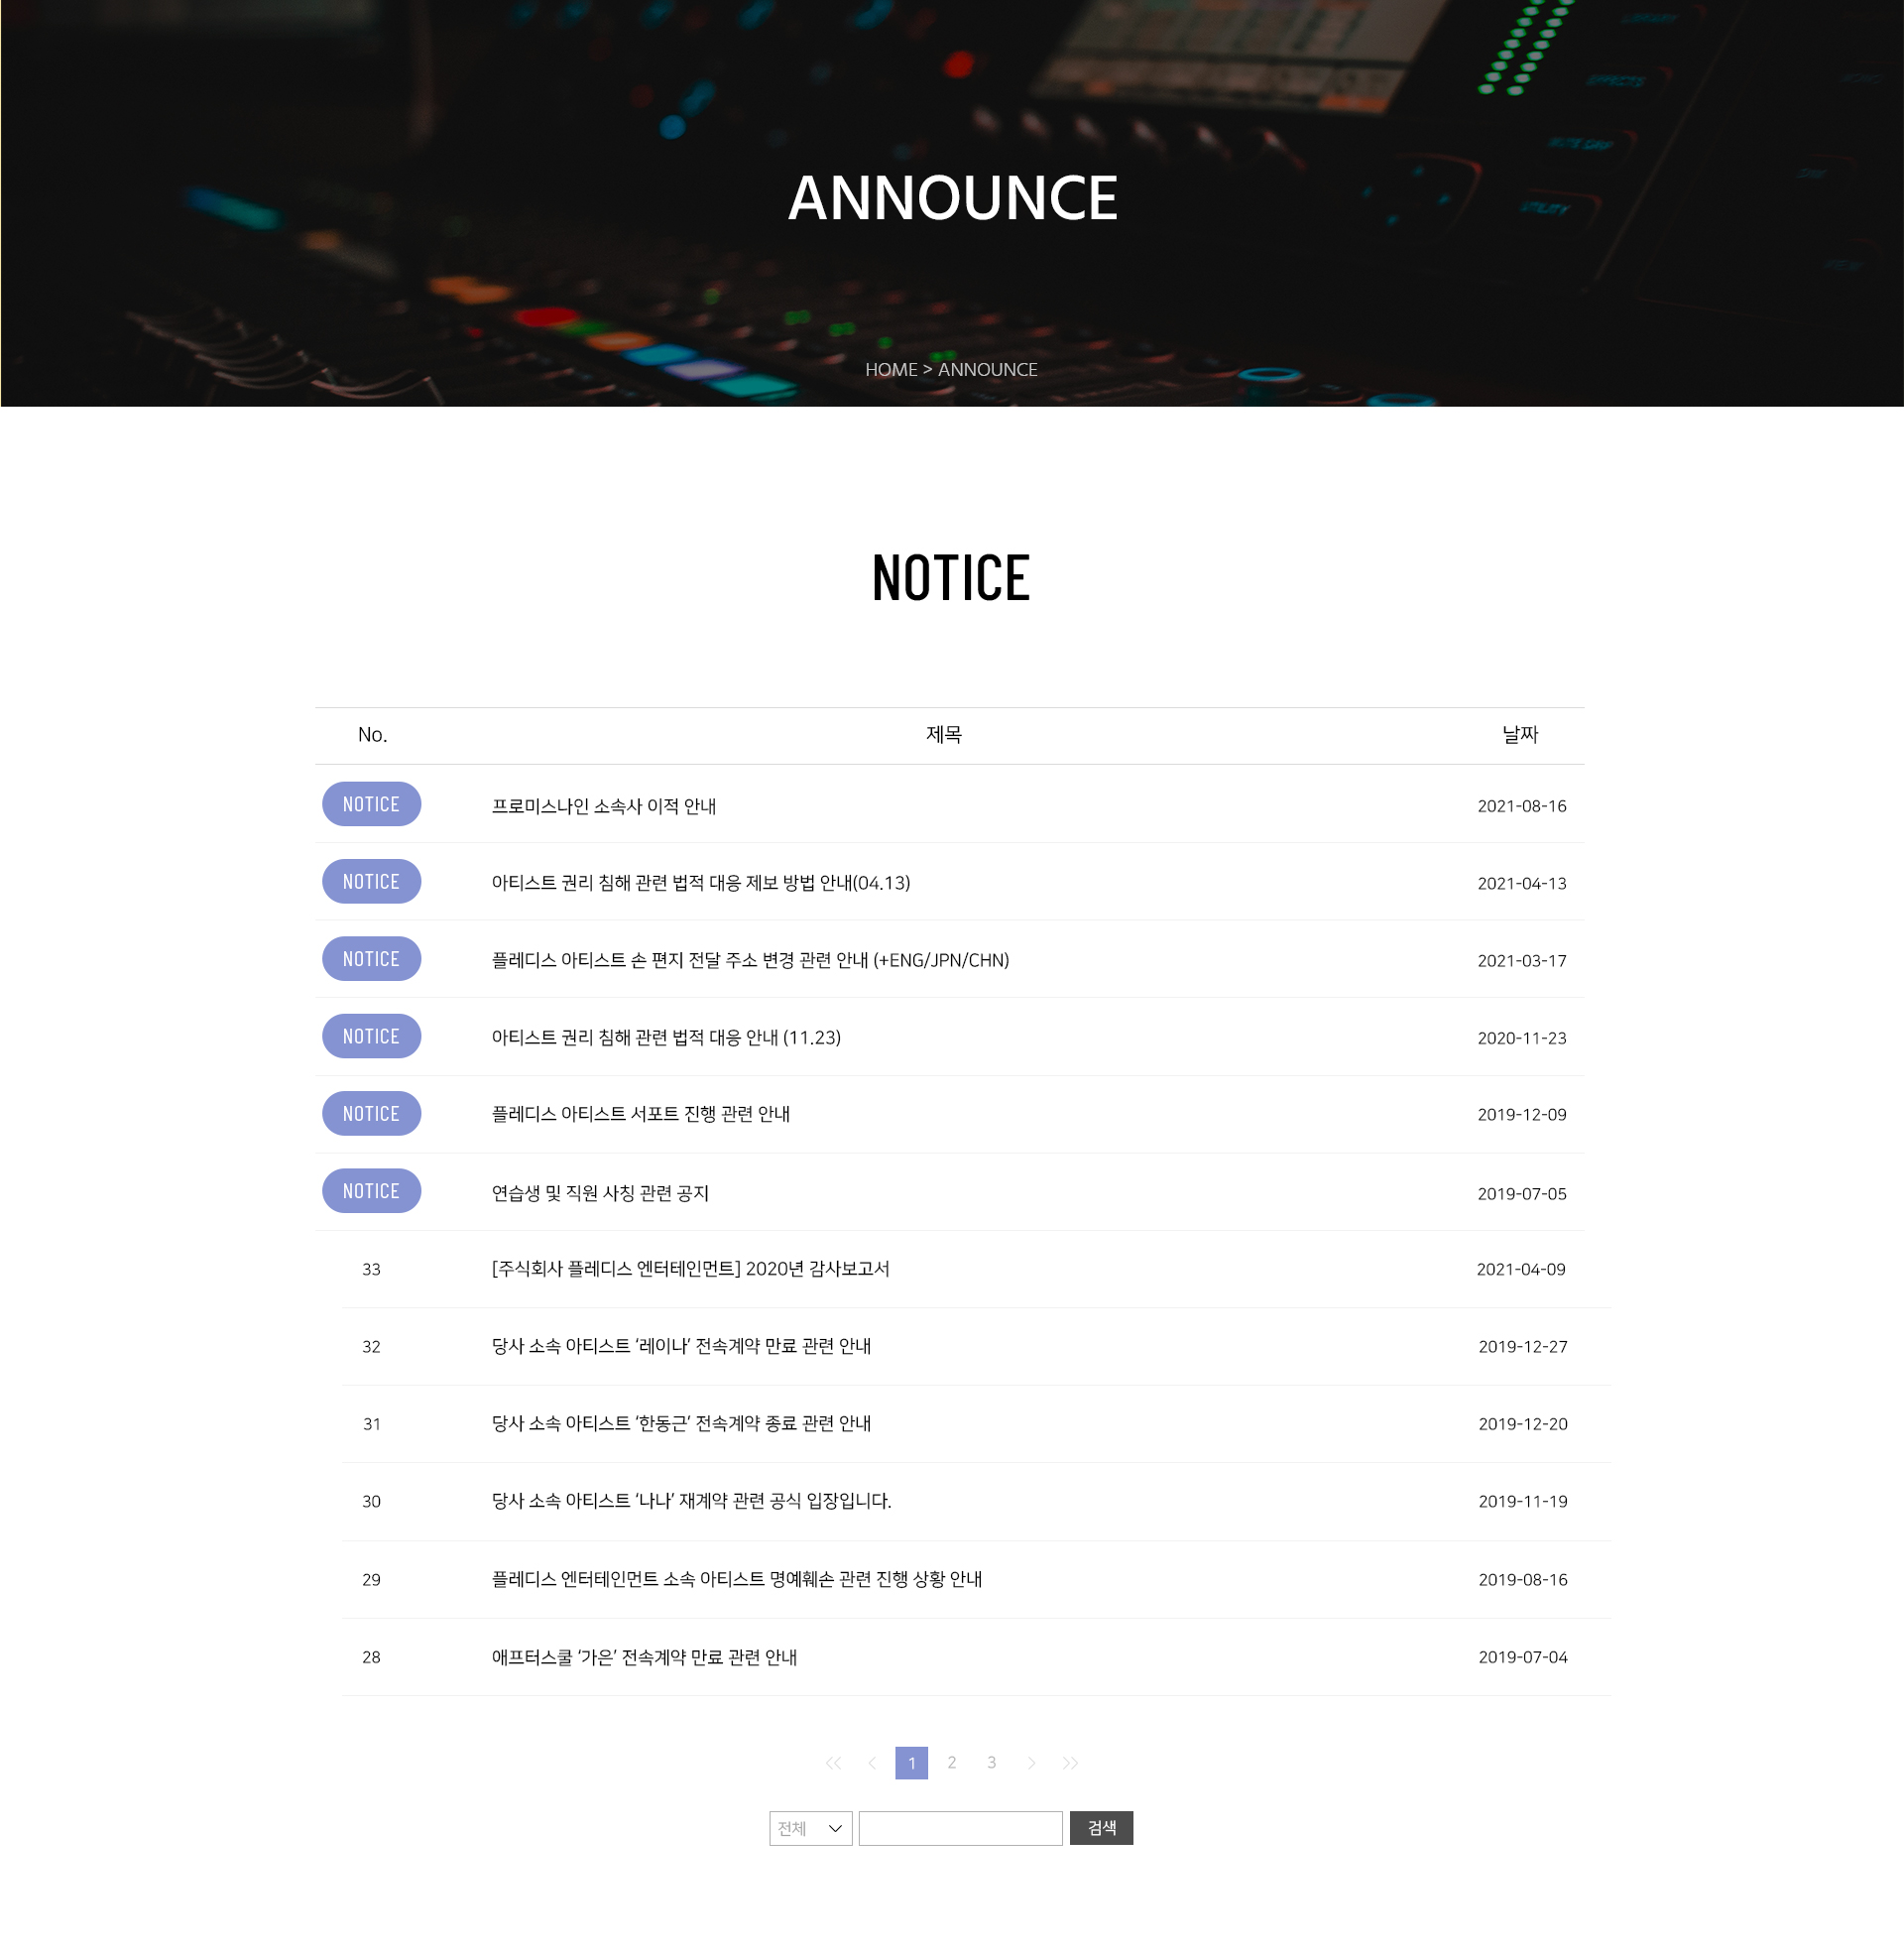 LIBRARY
EFFECTS
MUTE GRP
UTILITY
ANNOUNCE
HOME > ANNOUNCE
NOTICE
No. 제목 날짜
NOTICE 프로미스나인 소속사 이적 안내 2021-08-16
NOTICE 아티스트 권리 침해 관련 법적 대응 제보 방법 안내(04.13) 2021-04-13
NOTICE 플레디스 아티스트 손 편지 전달 주소 변경 관련 안내 (+ENG/JPN/CHN) 2021-03-17
NOTICE 아티스트 권리 침해 관련 법적 대응 안내 (11.23) 2020-11-23
NOTICE 플레디스 아티스트 서포트 진행 관련 안내 2019-12-09
NOTICE 연습생 및 직원 사칭 관련 공지 2019-07-05
33 [주식회사 플레디스 엔터테인먼트] 2020년 감사보고서 2021-04-09
32 당사 소속 아티스트 ‘레이나’ 전속계약 만료 관련 안내 2019-12-27
31 당사 소속 아티스트 ‘한동근‘ 전속계약 종료 관련 안내 2019-12-20
30 당사 소속 아티스트 ‘나나’ 재계약 관련 공식 입장입니다. 2019-11-19
29 플레디스 엔터테인먼트 소속 아티스트 명예훼손 관련 진행 상황 안내 2019-08-16
28 애프터스쿨 ‘가은’ 전속계약 만료 관련 안내 2019-07-04
1 2 3
전체 검색